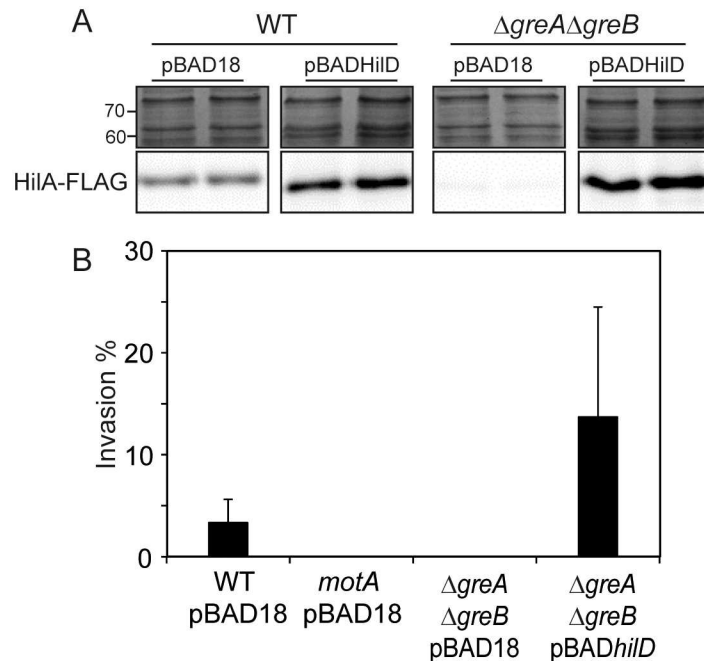 A
WT
ΔgreAΔgreB
pBAD18
pBADHilD
pBAD18
pBADHilD
70
60
HilA-FLAG
B
30
20
10
0
Invasion %
WT
pBAD18
motA
pBAD18
ΔgreA
ΔgreB
pBAD18
ΔgreA
ΔgreB
pBADhilD